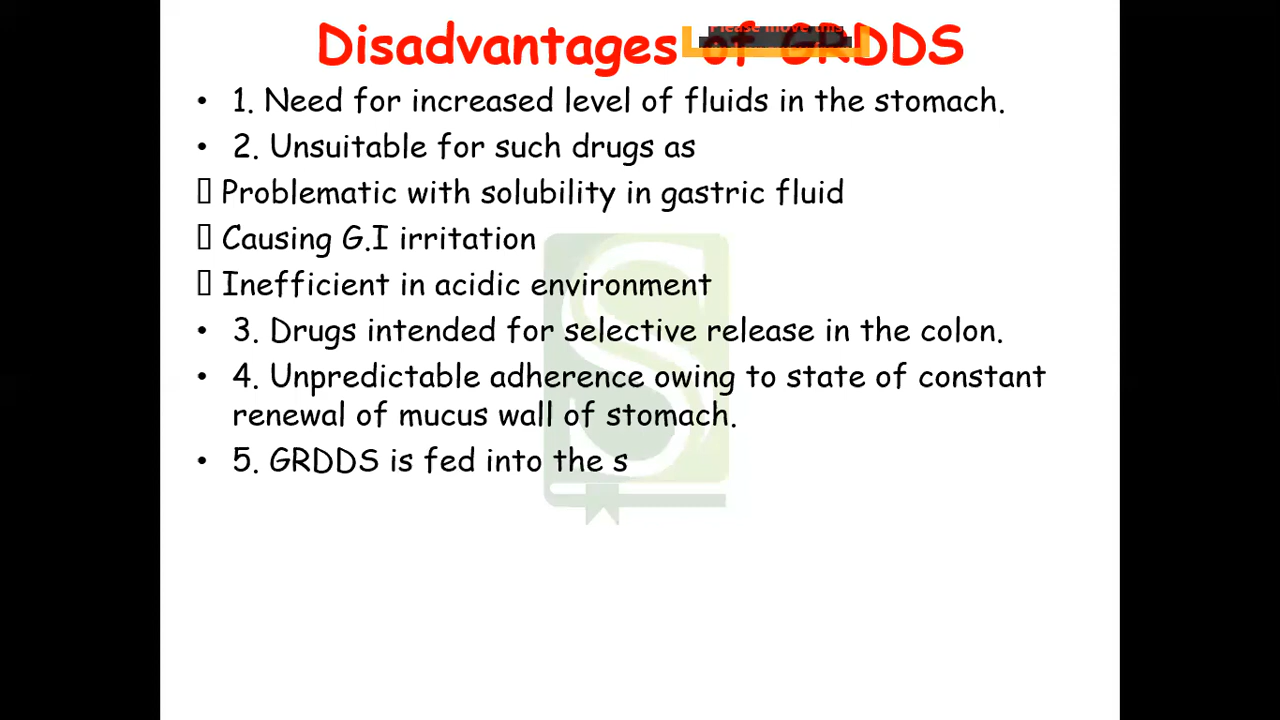 Disadvantages of GRDDS
Please move this
• 1. Need for increased level of fluids in the stomach.
• 2. Unsuitable for such drugs as
Problematic with solubility in gastric fluid
Causing G.I irritation
Inefficient in acidic environment
• 3. Drugs intended for selective release in the colon.
• 4. Unpredictable adherence owing to state of constant
renewal of mucus wall of stomach.
• 5. GRDDS is fed into the s